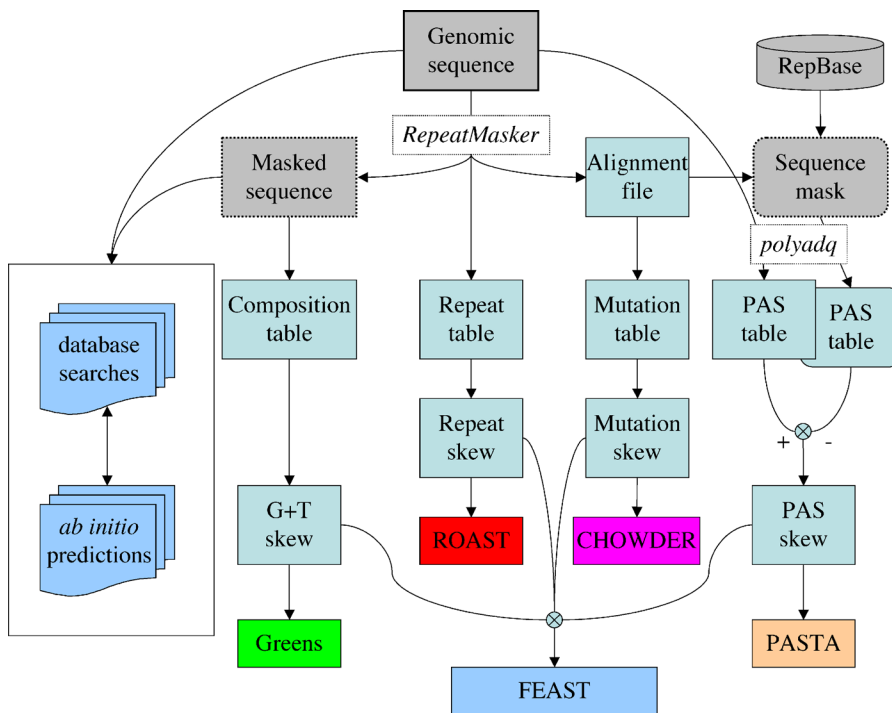 Genomic
sequence
RepBase
RepeatMasker
Masked
sequence
Alignment
file
Sequence
mask
polyadq
database
searches
Composition
table
Repeat
table
Mutation
table
PAS
table
PAS
table
Repeat
skew
Mutation
skew
+
-
ab initio
predictions
G+T
skew
ROAST
CHOWDER
PAS
skew
Greens
PASTA
FEAST